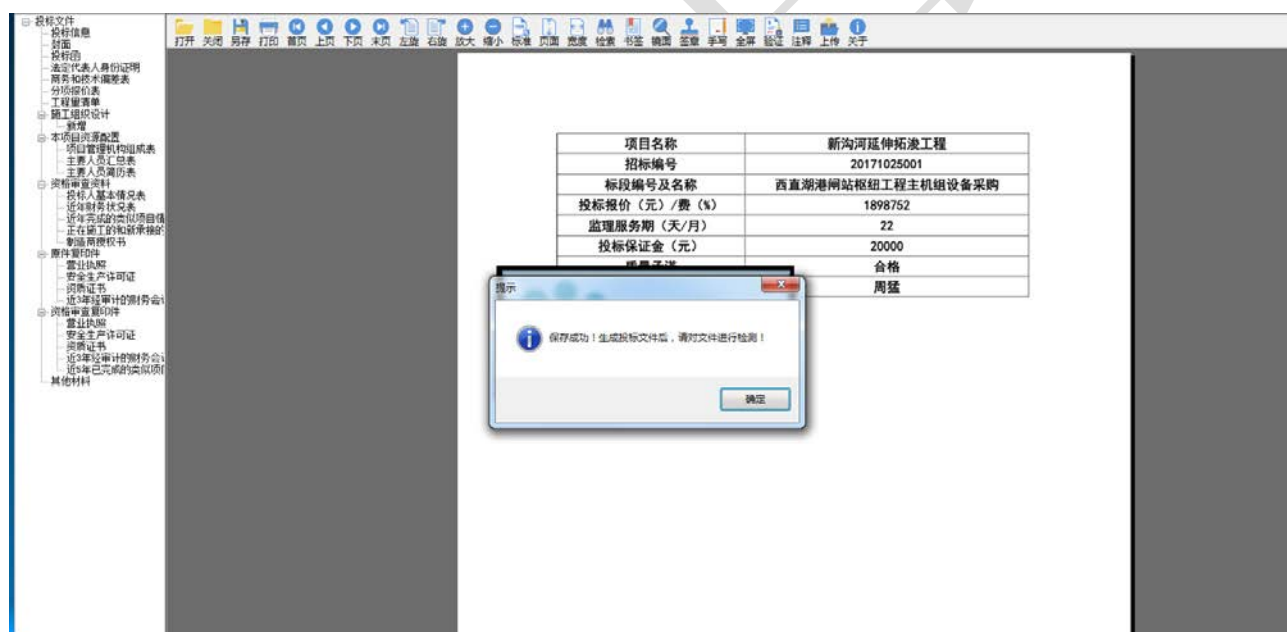 投标文件
投标信息
封面
投标函
法定代表人身份证明
商务和技术偏差表
分项报价表
工程量清单
施工组织设计
新增
本项目资源配置
项目管理机构组成表
主要人员汇总表
主要人员简历表
资格审查资料
投标人基本情况表
近年财务状况表
近年完成的类似项目情
正在施工的和新承接的
制造商授权书
原件复印件
营业执照
安全生产许可证
资质证书
近3年经审计的财务会计
资格审查复印件
营业执照
安全生产许可证
资质证书
近3年经审计的财务会计
近5年已完成的类似项目
其他材料
打开 关闭 另存 打印 首页 上页 下页 末页 左旋 右旋 放大 缩小 标准 页面 宽度 检索 书签 稿面 签章 手写 全屏 验证 注释 上传 关于
项目名称 新沟河延伸拓浚工程
招标编号 20171025001
标段编号及名称 西直湖港闸站枢纽工程主机组设备采购
投标报价（元）/费（%） 1898752
监理服务期（天/月） 22
投标保证金（元） 20000
质量承诺 合格
周猛
提示
保存成功！生成投标文件后，请对文件进行检测！
确定